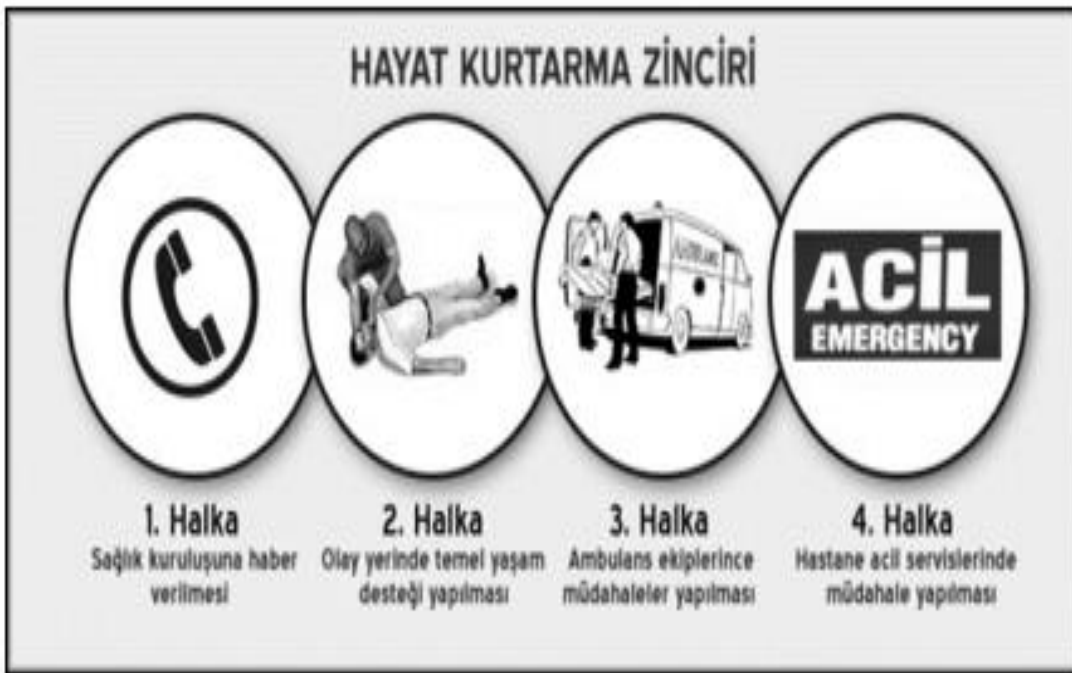 HAYAT KURTARMA ZİNCİRİ
AMBULANS
ACİL
EMERGENCY
1. Halka
Sağlık kuruluşuna haber
verilmesi
2. Halka
Olay yerinde temel yaşam
desteği yapılması
3. Halka
Ambulans ekiplerince
müdahaleler yapılması
4. Halka
Hastane acil servislerinde
müdahale yapılması